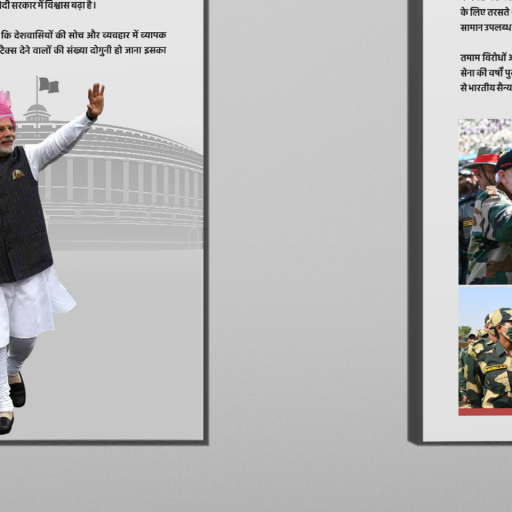 दी सरकार में विश्वास बढ़ा है।
कि देशवासियों की सोच और व्यवहार में व्यापक
टैक्स देने वालों की संख्या दोगुनी हो जाना इसका
के लिए तरसते
सामान उपलब्ध
तमाम विरोधों
सेना की वर्षों
से भारतीय सैन्य